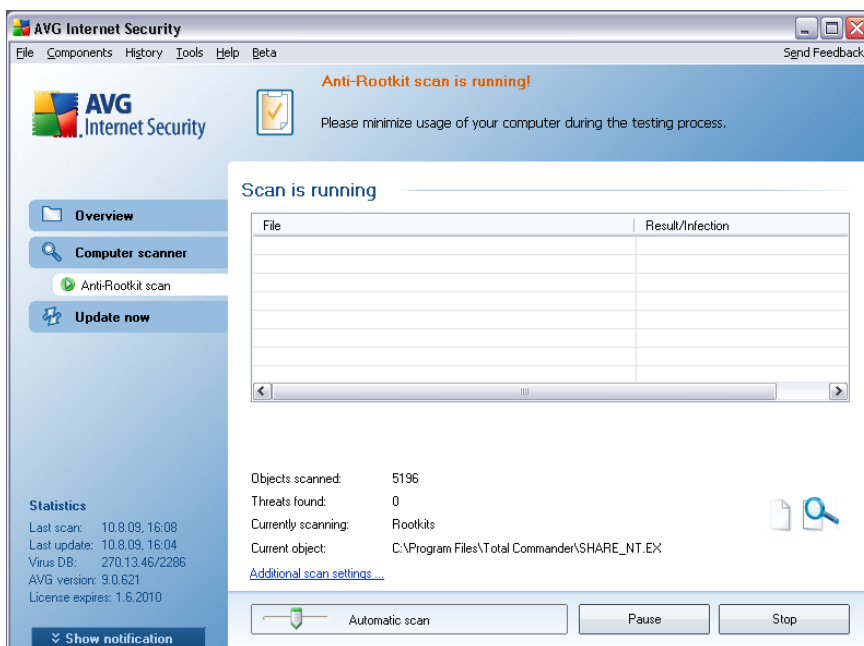 AVG Internet Security
File Components History Tools Help Beta Send Feedback
AVG
Internet Security
Anti-Rootkit scan is running!
Please minimize usage of your computer during the testing process.
Overview
Computer scanner
Anti-Rootkit scan
Update now
Scan is running
File Result/Infection
Objects scanned: 5196
Threats found: 0
Currently scanning: Rootkits
Current object: C:\Program Files\Total Commander\SHARE_NT.EX
Additional scan settings ...
Statistics
Last scan: 10.8.09, 16:08
Last update: 10.8.09, 16:04
Virus DB: 270.13.46/2286
AVG version: 9.0.621
License expires: 1.6.2010
Show notification
Automatic scan Pause Stop